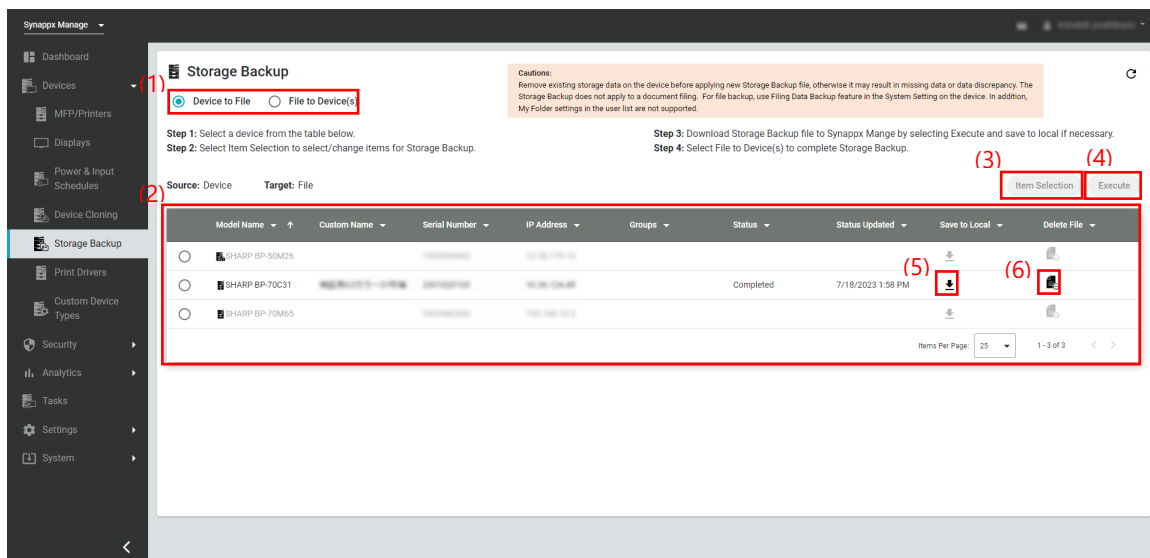 Synappx Manage
Dashboard
Devices
MFP/Printers
Displays
Power & Input
Schedules
Device Cloning
Storage Backup
Print Drivers
Custom Device
Types
Security
Analytics
Tasks
Settings
System
Storage Backup
Cautions:
Remove existing storage data on the device before applying new Storage Backup file, otherwise it may result in missing data or data discrepancy. The
Storage Backup does not apply to a document filing. For file backup, use Filing Data Backup feature in the System Setting on the device. In addition,
My Folder settings in the user list are not supported.
(1)
Device to File File to Device(s)
Step 1: Select a device from the table below.
Step 2: Select Item Selection to select/change items for Storage Backup.
Step 3: Download Storage Backup file to Synappx Mange by selecting Execute and save to local if necessary.
Step 4: Select File to Device(s) to complete Storage Backup.
(3) (4)
(2) Source: Device Target: File Item Selection Execute
Model Name Custom Name Serial Number IP Address Groups Status Status Updated Save to Local Delete File
SHARP BP-50M26
(5) (6)
SHARP BP-70C31 Completed 7/18/2023 1:58 PM
SHARP BP-70M65
Items Per Page: 25 1 - 3 of 3